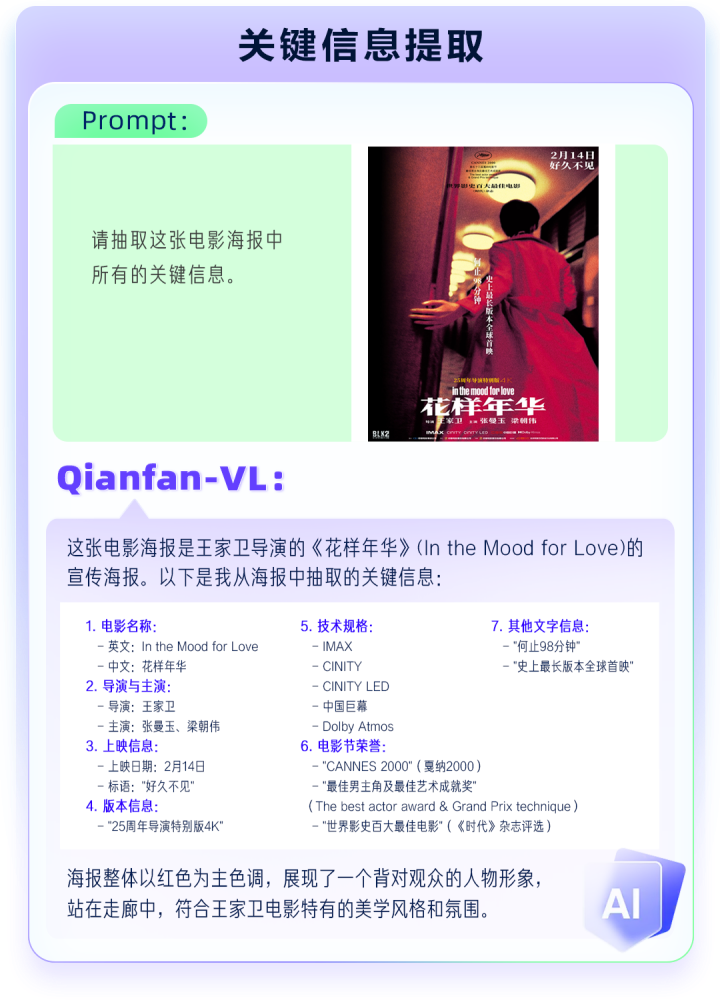 关键信息提取
Prompt:
请抽取这张电影海报中
所有的关键信息。
2月14日
好久不见
世界影史百大最佳电影
何止98分钟
史上最长版本全球首映
25周年导演特别版
in the mood for love
花样年华
导演 王家卫 主演 张曼玉 梁朝伟
BLK2
IMAX CINITY CINITY LED
Qianfan-VL:
这张电影海报是王家卫导演的《花样年华》(In the Mood for Love)的
宣传海报。以下是我从海报中抽取的关键信息:
1. 电影名称:
– 英文: In the Mood for Love
– 中文: 花样年华
2. 导演与主演:
– 导演: 王家卫
– 主演: 张曼玉、梁朝伟
3. 上映信息:
– 上映日期: 2月14日
– 标语: "好久不见"
4. 版本信息:
– "25周年导演特别版4K"
5. 技术规格:
– IMAX
– CINITY
– CINITY LED
– 中国巨幕
– Dolby Atmos
6. 电影节荣誉:
– "CANNES 2000" (戛纳2000)
– "最佳男主角及最佳艺术成就奖"
(The best actor award & Grand Prix technique)
– "世界影史百大最佳电影" (《时代》杂志评选)
7. 其他文字信息:
– "何止98分钟"
– "史上最长版本全球首映"
海报整体以红色为主色调,展现了一个背对观众的人物形象,
站在走廊中,符合王家卫电影特有的美学风格和氛围。
AI